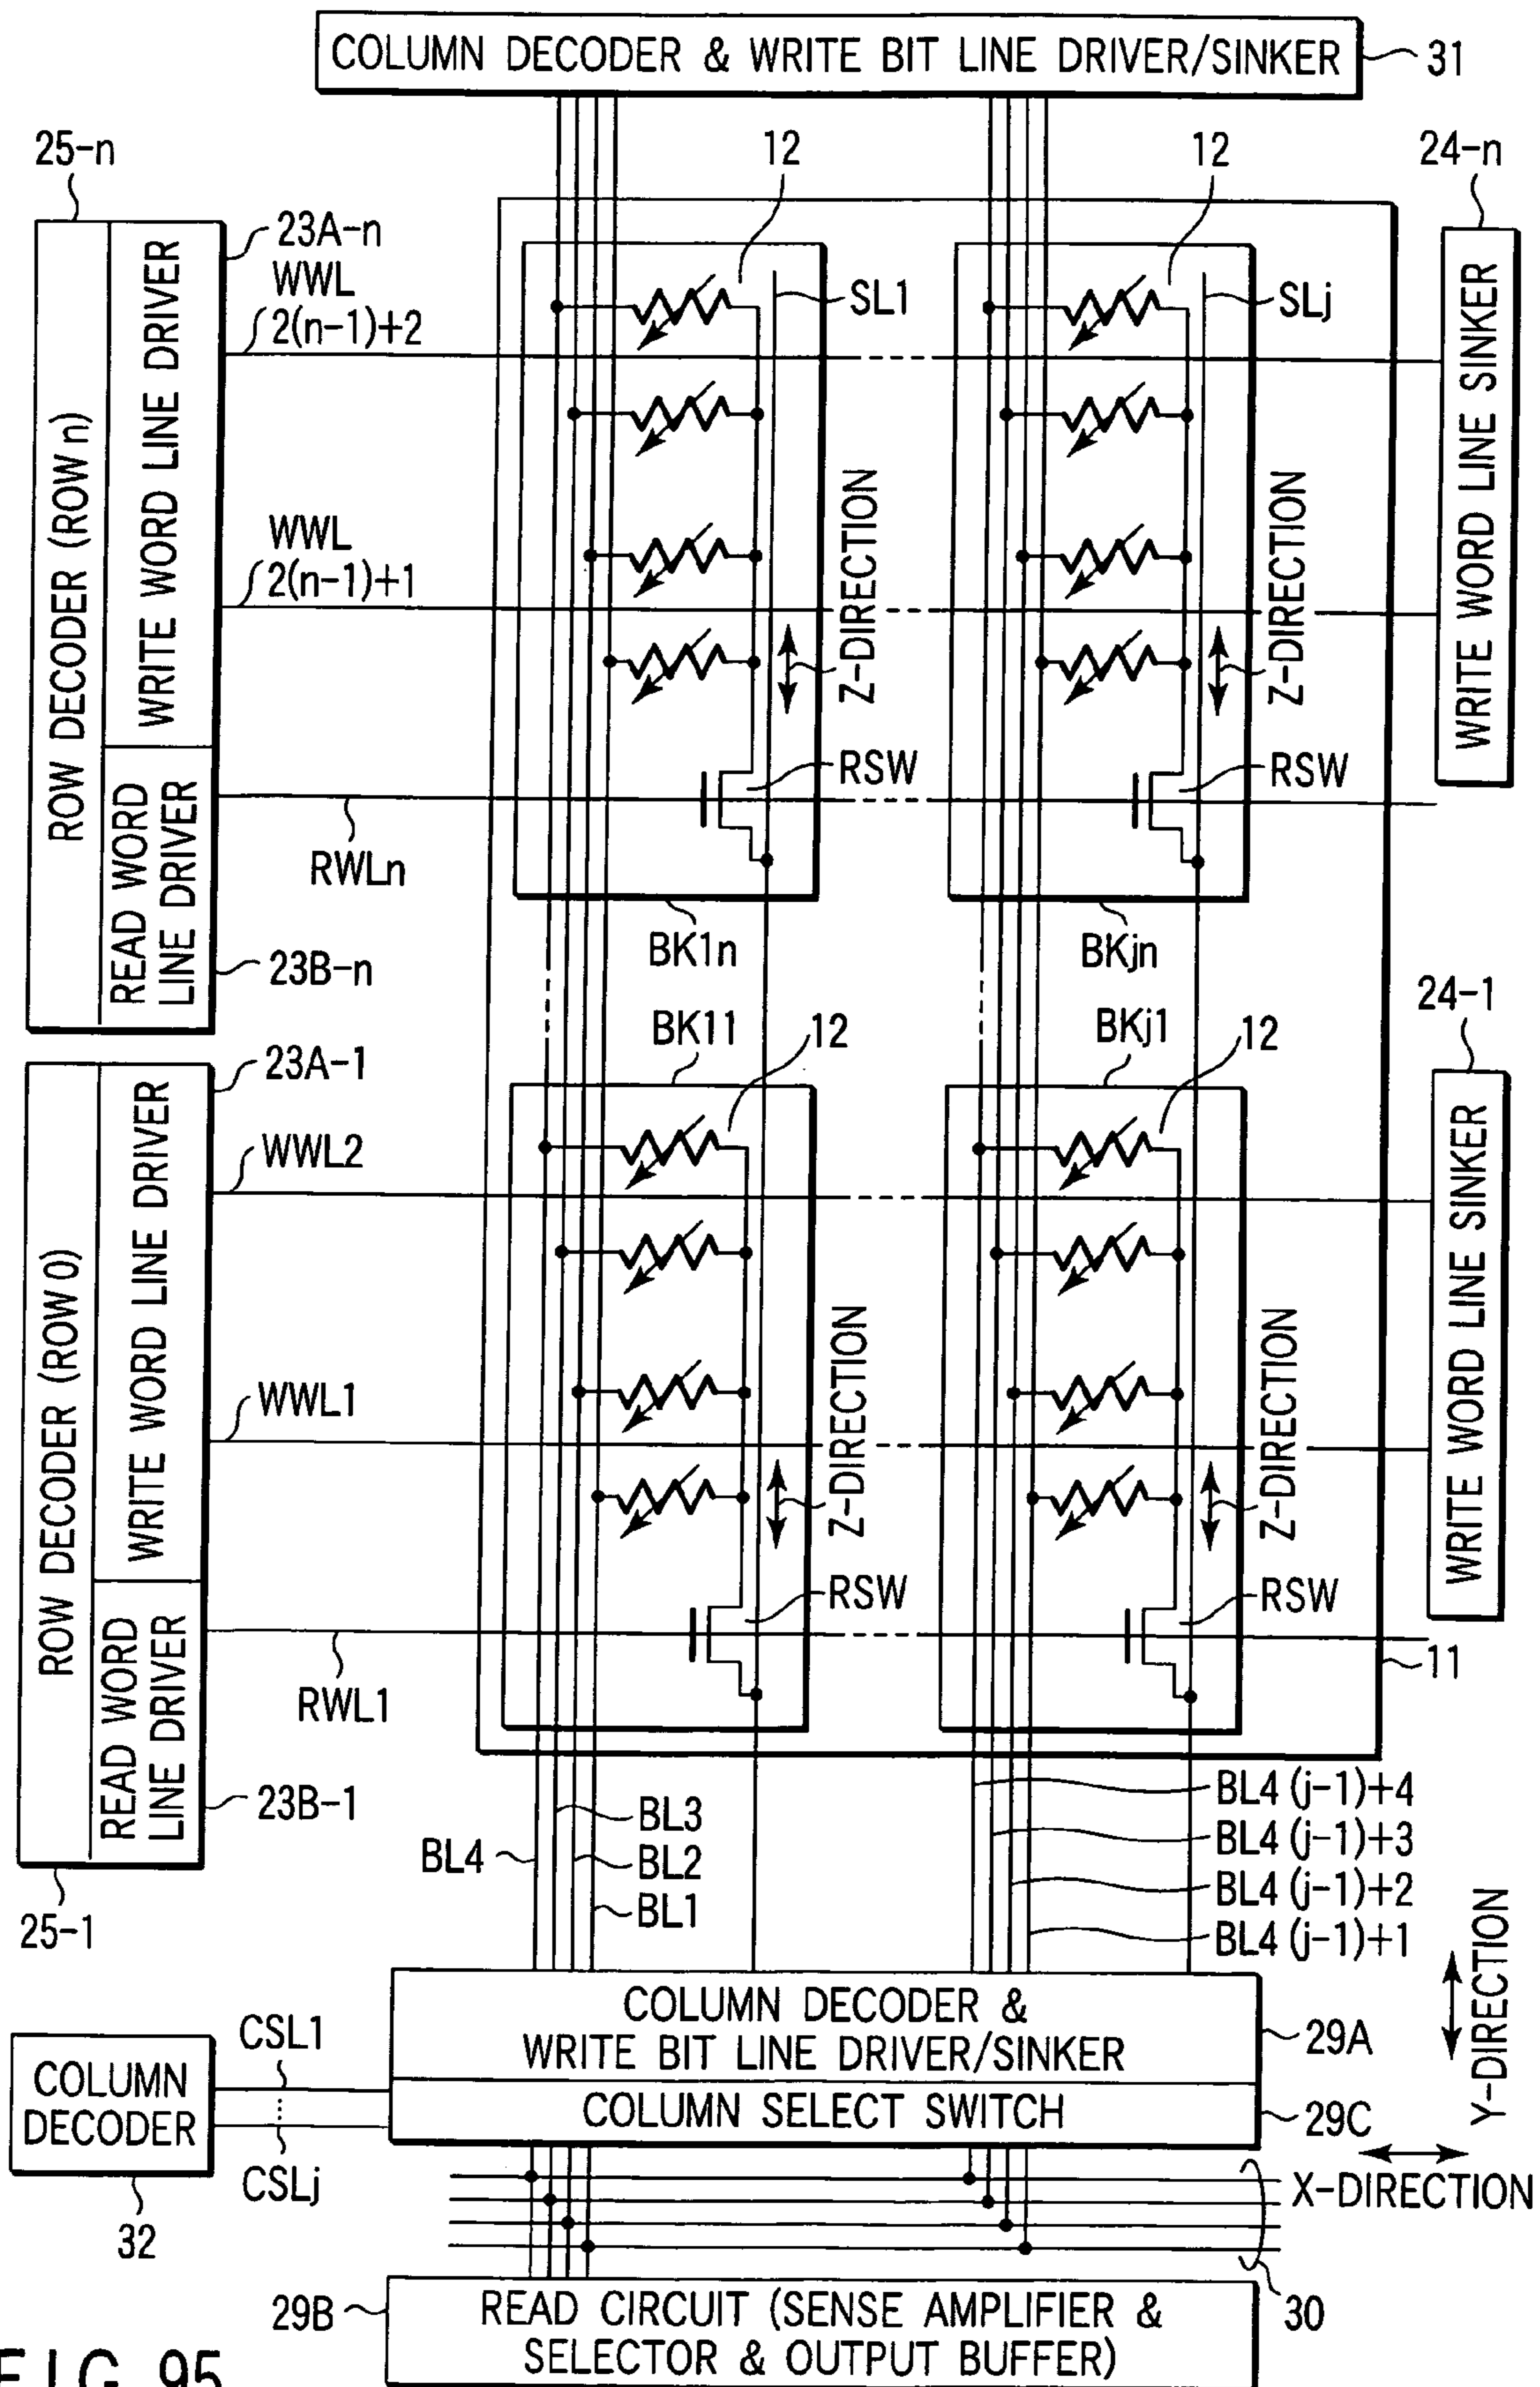 COLUMN DECODER & WRITE BIT LINE DRIVER/SINKER
31
25-n
12
12
24-n
23A-n
WWL
2(n-1)+2
SL1
SLj
ROW DECODER (ROW n)
WRITE WORD LINE DRIVER
WRITE WORD LINE SINKER
WWL
2(n-1)+1
Z-DIRECTION
Z-DIRECTION
RSW
RSW
READ WORD
LINE DRIVER
RWLn
23B-n
BK1n
BKjn
24-1
BK11
12
BKj1
12
23A-1
WWL2
ROW DECODER (ROW 0)
WRITE WORD LINE DRIVER
WRITE WORD LINE SINKER
WWL1
Z-DIRECTION
Z-DIRECTION
RSW
RSW
11
READ WORD
LINE DRIVER
RWL1
23B-1
25-1
BL4
BL3
BL2
BL1
BL4 (j-1)+4
BL4 (j-1)+3
BL4 (j-1)+2
BL4 (j-1)+1
Y-DIRECTION
COLUMN DECODER &
WRITE BIT LINE DRIVER/SINKER
29A
COLUMN SELECT SWITCH
29C
COLUMN
DECODER
32
CSL1
CSLj
X-DIRECTION
30
29B
READ CIRCUIT (SENSE AMPLIFIER &
SELECTOR & OUTPUT BUFFER)
FIG. 95